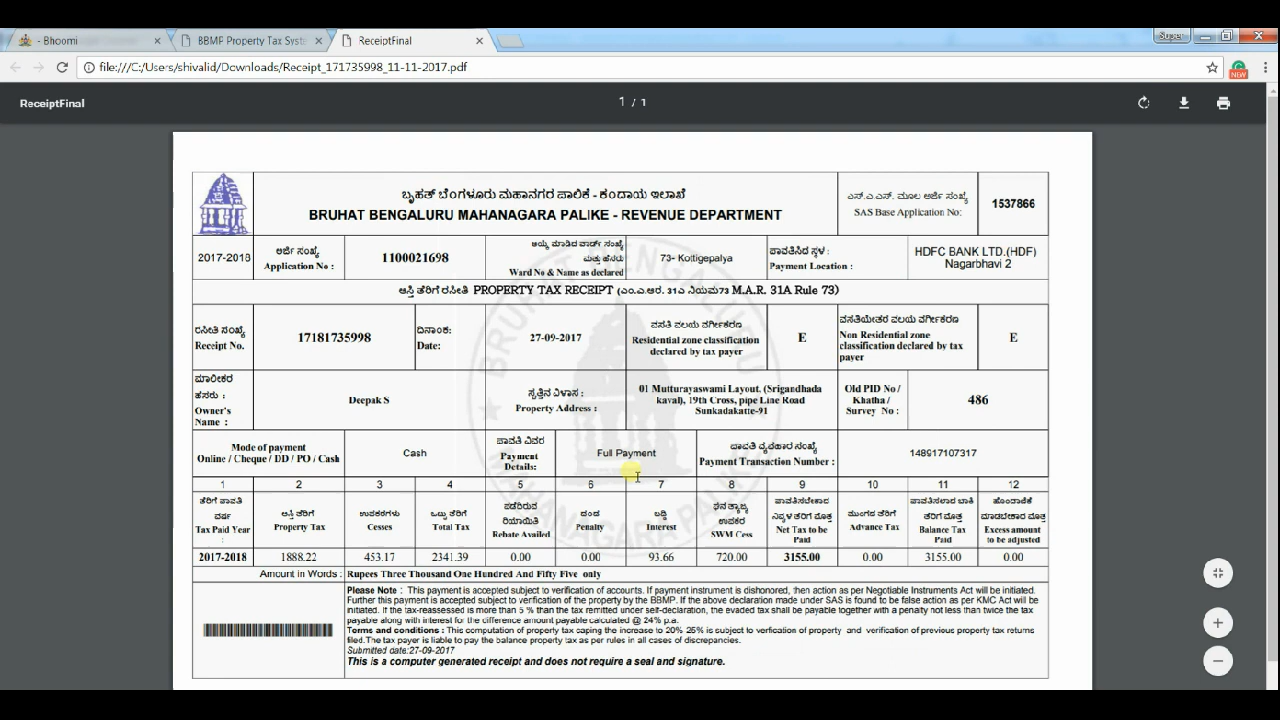 - Bhoomi
BBMP Property Tax Syste
ReceiptFinal
Super
file:///C:/Users/shivalid/Downloads/Receipt_171735998_11-11-2017.pdf
NEW
ReceiptFinal
1 / 1
ಬೃಹತ್ ಬೆಂಗಳೂರು ಮಹಾನಗರ ಪಾಲಿಕೆ - ಕಂದಾಯ ಇಲಾಖೆ
BRUHAT BENGALURU MAHANAGARA PALIKE - REVENUE DEPARTMENT
ಎಸ್.ಎ.ಎಸ್. ಮೂಲ ಅರ್ಜಿ ಸಂಖ್ಯೆ
SAS Base Application No:
1537866
2017-2018
ಅರ್ಜಿ ಸಂಖ್ಯೆ
Application No :
1100021698
ಆಯ್ಕೆ ಮಾಡಿದ ವಾರ್ಡ್ ಸಂಖ್ಯೆ
ಮತ್ತು ಹೆಸರು
Ward No & Name as declared
73- Kottigepalya
ಪಾವತಿಸಿದ ಸ್ಥಳ :
Payment Location :
HDFC BANK LTD.(HDF)
Nagarbhavi 2
ಆಸ್ತಿ ತೆರಿಗೆ ರಸೀತಿ PROPERTY TAX RECEIPT (ಎಂ.ಎ.ಆರ್. 31ಎ ನಿಯಮ73 M.A.R. 31A Rule 73)
ರಸೀತಿ ಸಂಖ್ಯೆ
Receipt No.
17181735998
ದಿನಾಂಕ:
Date:
27-09-2017
ವಸತಿ ವಲಯ ವರ್ಗೀಕರಣ
Residential zone classification
declared by tax payer
E
ವಸತಿಯೇತರ ವಲಯ ವರ್ಗೀಕರಣ
Non Residential zone
classification declared by tax
payer
E
ಮಾಲೀಕರ
ಹೆಸರು :
Owner's
Name :
Deepak S
ಸ್ವತ್ತಿನ ವಿಳಾಸ :
Property Address :
01 Mutturayaswami Layout, (Srigandhada
kaval), 19th Cross, pipe Line Road
Sunkadakatte-91
Old PID No /
Khatha /
Survey No :
486
Mode of payment
Online / Cheque / DD / PO / Cash
Cash
ಪಾವತಿ ವಿವರ
Payment
Details:
Full Payment
ಪಾವತಿ ವ್ಯವಹಾರ ಸಂಖ್ಯೆ
Payment Transaction Number :
148917107317
1 2 3 4 5 6 7 8 9 10 11 12
ತೆರಿಗೆ ಪಾವತಿ
ವರ್ಷ
Tax Paid Year
:
ಆಸ್ತಿ ತೆರಿಗೆ
Property Tax
ಉಪಕರಗಳು
Cesses
ಒಟ್ಟು ತೆರಿಗೆ
Total Tax
ಪಡೆದಿರುವ
ರಿಯಾಯಿತಿ
Rebate Availed
ದಂಡ
Penalty
ಬಡ್ಡಿ
Interest
ಘನ ತ್ಯಾಜ್ಯ
ಉಪಕರ
SWM Cess
ಪಾವತಿಸಬೇಕಾದ
ನಿವ್ವಳ ತೆರಿಗೆ ಮೊತ್ತ
Net Tax to be
Paid
ಮುಂಗಡ ತೆರಿಗೆ
Advance Tax
ಪಾವತಿಸಲಾದ ಬಾಕಿ
ತೆರಿಗೆ ಮೊತ್ತ
Balance Tax
Paid
ಹೊಂದಾಣಿಕೆ
ಮಾಡಬೇಕಾದ ಮೊತ್ತ
Excess amount
to be adjusted
2017-2018 1888.22 453.17 2341.39 0.00 0.00 93.66 720.00 3155.00 0.00 3155.00 0.00
Amount in Words : Rupees Three Thousand One Hundred And Fifty Five only
Please Note : This payment is accepted subject to verification of accounts. If payment instrument is dishonored, then action as per Negotiable Instruments Act will be initiated.
Further this payment is accepted subject to verification of the property by the BBMP. If the above declaration made under SAS is found to be false action as per KMC Act will be
initiated. If the tax-reassessed is more than 5 % than the tax remitted under self-declaration, the evaded tax shall be payable together with a penalty not less than twice the tax
payable along with interest for the difference amount payable calculated @ 24% p.a.
Terms and conditions : This computation of property tax caping the increase to 20% 25% is subject to verfication of property and verification of previous property tax returns
filed.The tax payer is liable to pay the balance property tax as per rules in all cases of discrepancies.
Submitted date:27-09-2017
This is a computer generated receipt and does not require a seal and signature.
BRUHAT BENGALURU
MAHANAGARA PALIKE